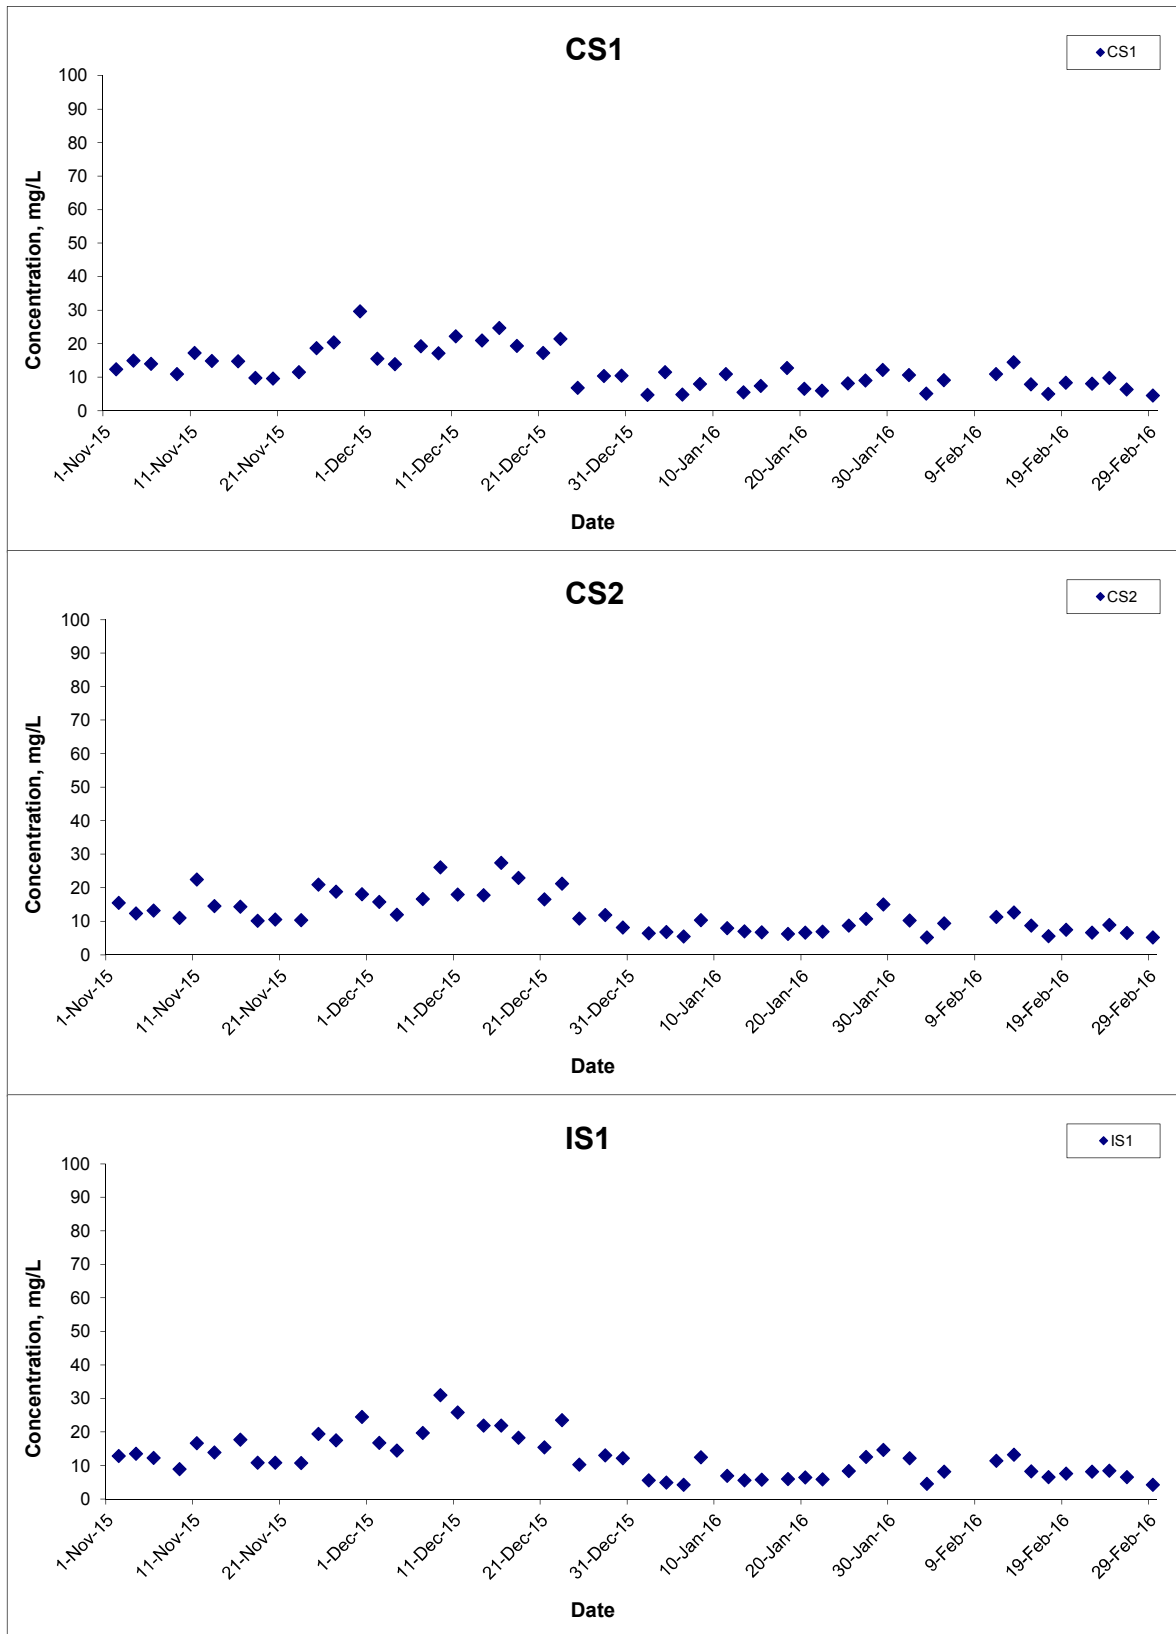 CS1
CS1
Concentration, mg/L
100
90
80
70
60
50
40
30
20
10
0
1-Nov-15
11-Nov-15
21-Nov-15
1-Dec-15
11-Dec-15
21-Dec-15
31-Dec-15
10-Jan-16
20-Jan-16
30-Jan-16
9-Feb-16
19-Feb-16
29-Feb-16
Date
CS2
CS2
Concentration, mg/L
100
90
80
70
60
50
40
30
20
10
0
1-Nov-15
11-Nov-15
21-Nov-15
1-Dec-15
11-Dec-15
21-Dec-15
31-Dec-15
10-Jan-16
20-Jan-16
30-Jan-16
9-Feb-16
19-Feb-16
29-Feb-16
Date
IS1
IS1
Concentration, mg/L
100
90
80
70
60
50
40
30
20
10
0
1-Nov-15
11-Nov-15
21-Nov-15
1-Dec-15
11-Dec-15
21-Dec-15
31-Dec-15
10-Jan-16
20-Jan-16
30-Jan-16
9-Feb-16
19-Feb-16
29-Feb-16
Date